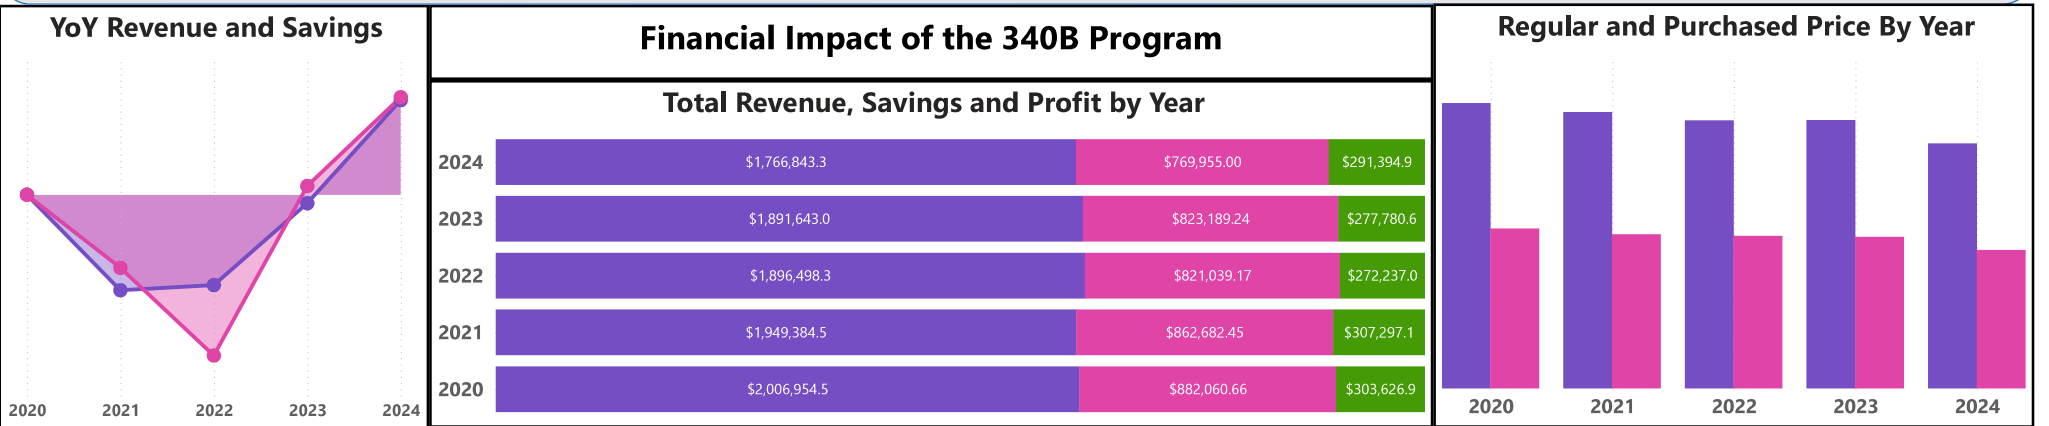 YoY Revenue and Savings
2020 2021 2022 2023 2024
Financial Impact of the 340B Program
Total Revenue, Savings and Profit by Year
2024 $1,766,843.3 $769,955.00 $291,394.9
2023 $1,891,643.0 $823,189.24 $277,780.6
2022 $1,896,498.3 $821,039.17 $272,237.0
2021 $1,949,384.5 $862,682.45 $307,297.1
2020 $2,006,954.5 $882,060.66 $303,626.9
Regular and Purchased Price By Year
2020 2021 2022 2023 2024